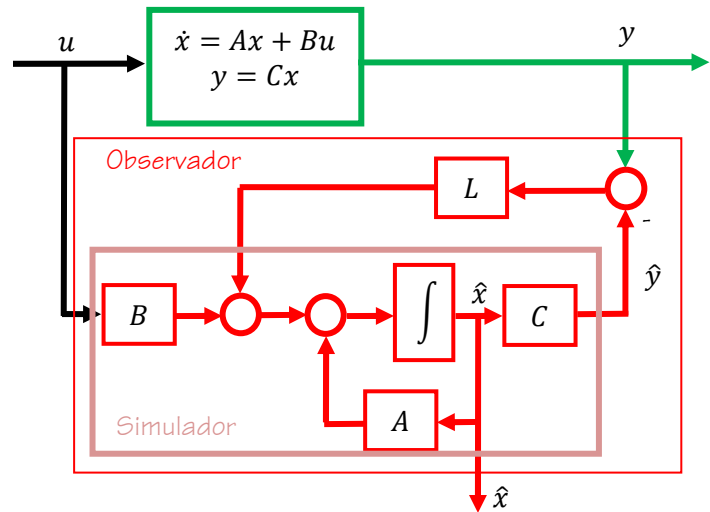 u
ẋ = Ax + Bu
y = Cx
y
Observador
L
-
B
∫
x̂
C
ŷ
A
Simulador
x̂